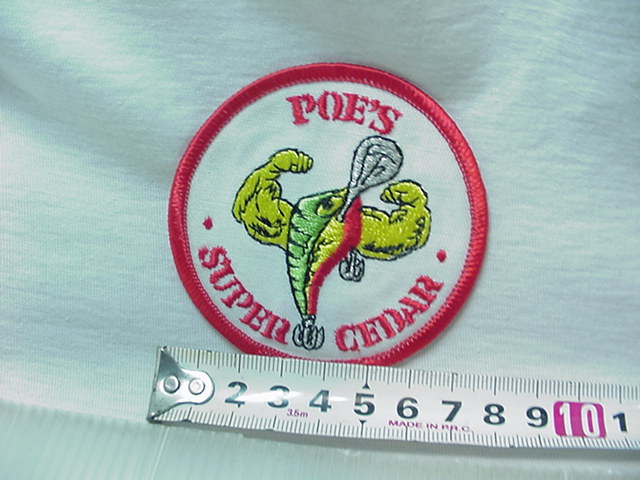 POE'S
SUPER CEDAR
2 3 4 5 6 7 8 9 10 1
3.5m
MADE IN P.R.C.